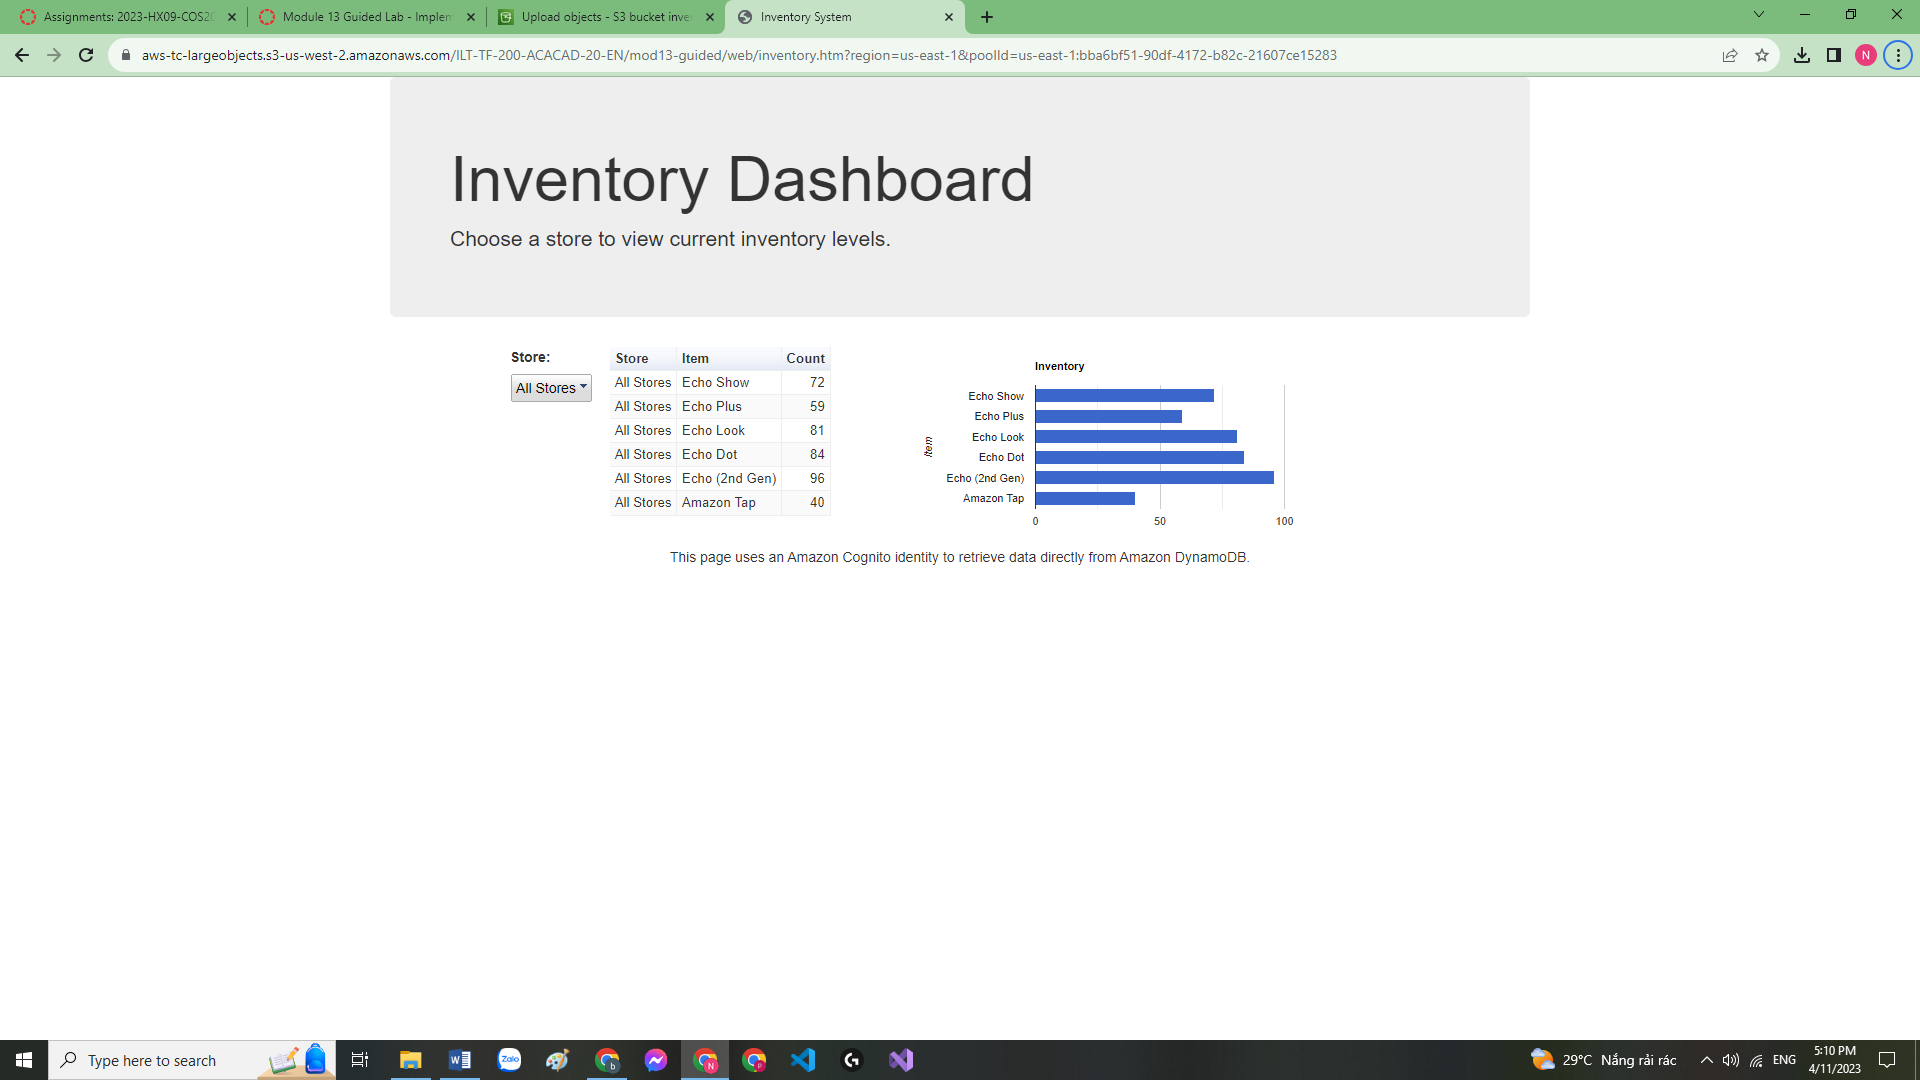 Assignments: 2023-HX09-COS20
Module 13 Guided Lab - Implem
Upload objects - S3 bucket inve
Inventory System
aws-tc-largeobjects.s3-us-west-2.amazonaws.com/ILT-TF-200-ACACAD-20-EN/mod13-guided/web/inventory.htm?region=us-east-1&poolId=us-east-1:bba6bf51-90df-4172-b82c-21607ce15283
N
Inventory Dashboard
Choose a store to view current inventory levels.
Store:
All Stores
Store Item Count
All Stores Echo Show 72
All Stores Echo Plus 59
All Stores Echo Look 81
All Stores Echo Dot 84
All Stores Echo (2nd Gen) 96
All Stores Amazon Tap 40
Inventory
Item
Echo Show
Echo Plus
Echo Look
Echo Dot
Echo (2nd Gen)
Amazon Tap
0 50 100
This page uses an Amazon Cognito identity to retrieve data directly from Amazon DynamoDB.
Type here to search
Zalo
b
N
P
29°C Nắng rải rác
ENG
5:10 PM
4/11/2023